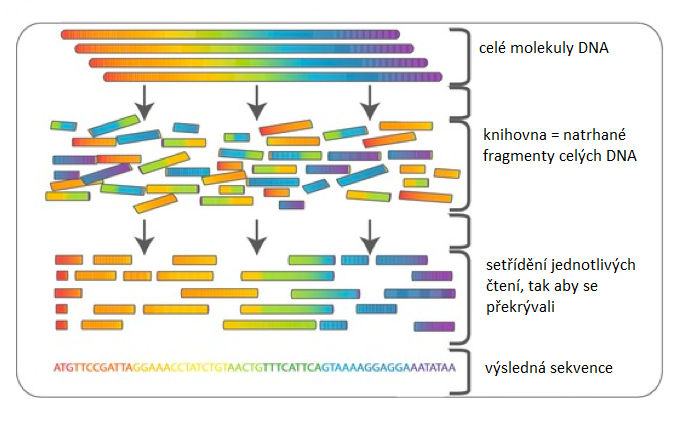 celé molekuly DNA
knihovna = natrhané
fragmenty celých DNA
setřídění jednotlivých
čtení, tak aby se
překrývali
ATGTTCCGATTAGGAAACCTATCTGTAACTGTTTCATTCAGTAAAAGGAGGAAATATAA
výsledná sekvence